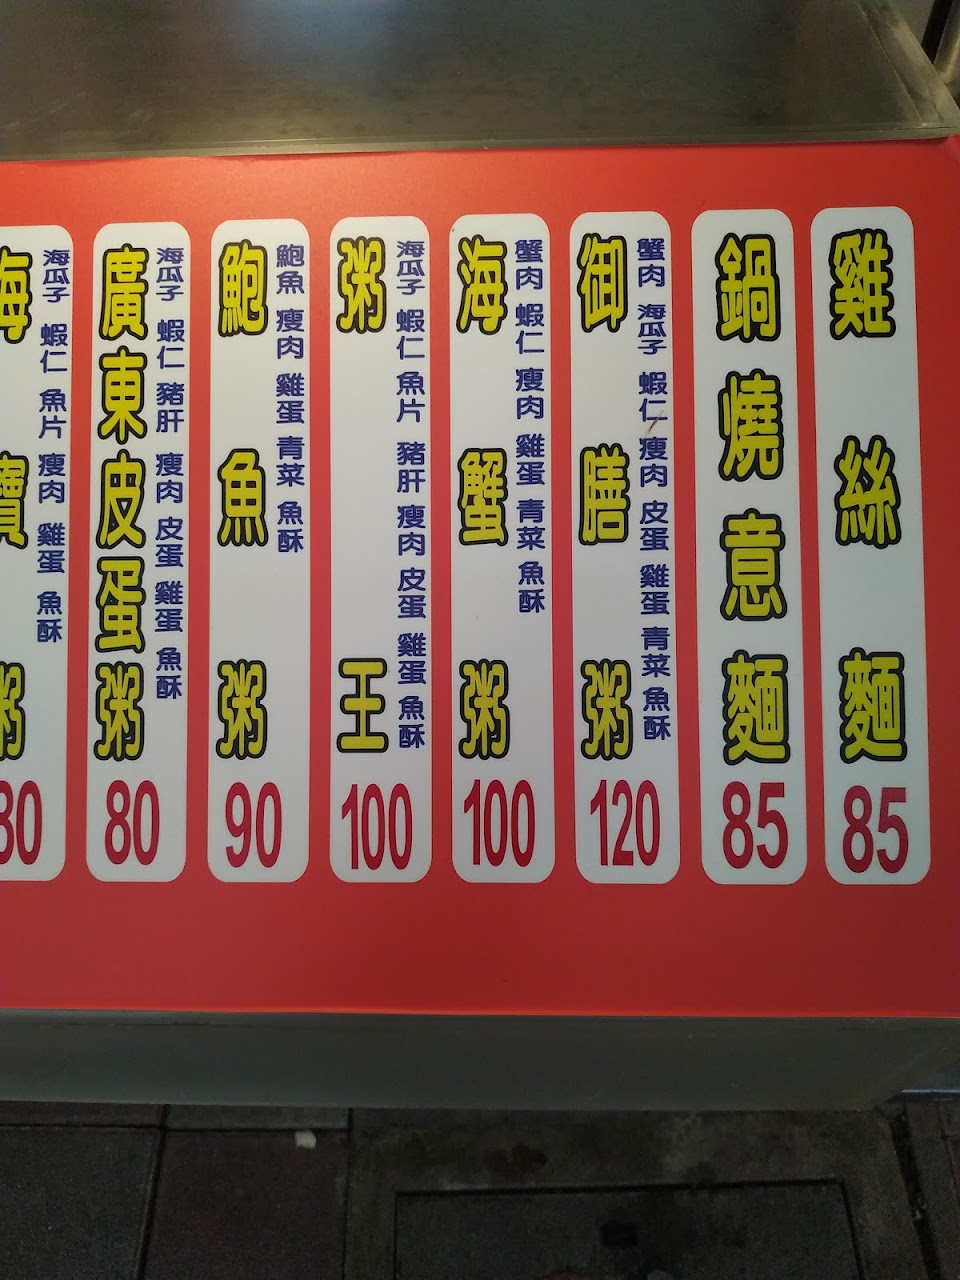 雞絲麵
85
鍋燒意麵
85
御膳粥
蟹肉 海瓜子 蝦仁 瘦肉 皮蛋 雞蛋 青菜 魚酥
120
海蟹粥
蟹肉 蝦仁 瘦肉 雞蛋 青菜 魚酥
100
粥王
海瓜子 蝦仁 魚片 豬肝 瘦肉 皮蛋 雞蛋 魚酥
100
鮑魚粥
鮑魚 瘦肉 雞蛋 青菜 魚酥
90
廣東皮蛋粥
海瓜子 蝦仁 豬肝 瘦肉 皮蛋 雞蛋 魚酥
80
海寶粥
海瓜子 蝦仁 魚片 瘦肉 雞蛋 魚酥
80